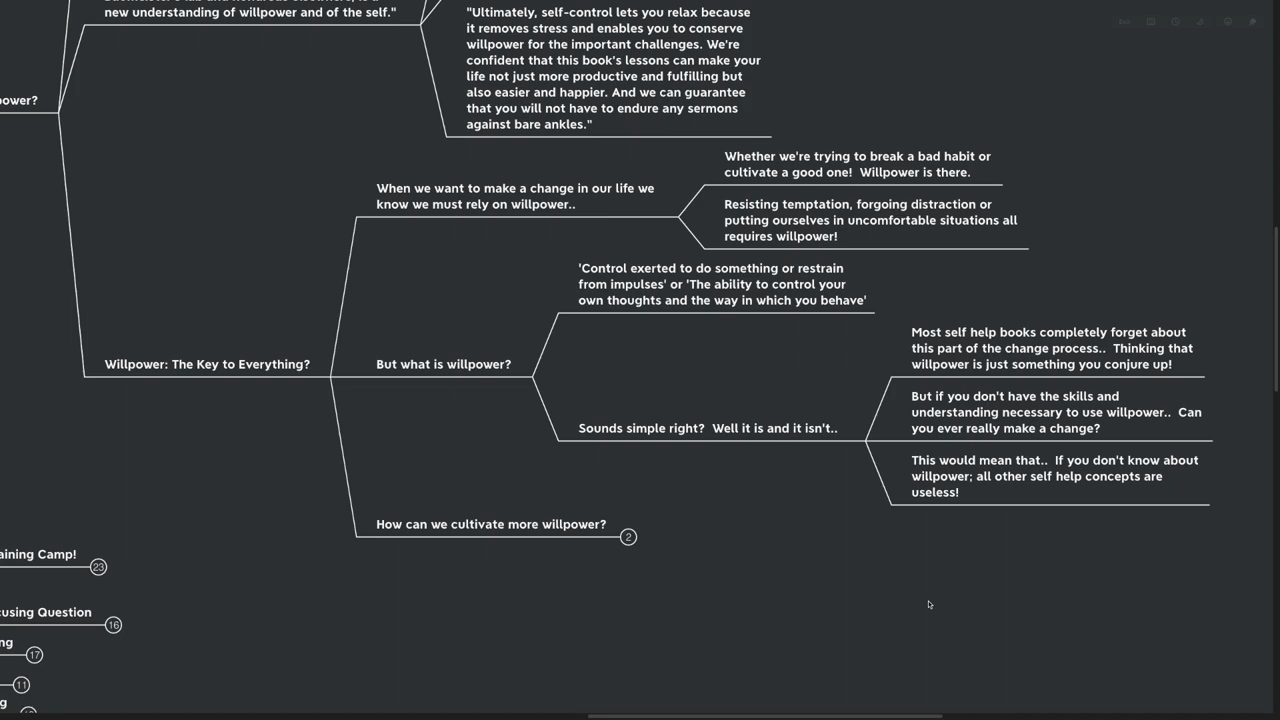 new understanding of willpower and of the self."
"Ultimately, self-control lets you relax because
it removes stress and enables you to conserve
willpower for the important challenges. We're
confident that this book's lessons can make your
life not just more productive and fulfilling but
also easier and happier. And we can guarantee
that you will not have to endure any sermons
against bare ankles."
power?
Whether we're trying to break a bad habit or
cultivate a good one!  Willpower is there.
When we want to make a change in our life we
know we must rely on willpower..
Resisting temptation, forgoing distraction or
putting ourselves in uncomfortable situations all
requires willpower!
'Control exerted to do something or restrain
from impulses' or 'The ability to control your
own thoughts and the way in which you behave'
Willpower: The Key to Everything?
But what is willpower?
Most self help books completely forget about
this part of the change process..  Thinking that
willpower is just something you conjure up!
Sounds simple right?  Well it is and it isn't..
But if you don't have the skills and
understanding necessary to use willpower..  Can
you ever really make a change?
This would mean that..  If you don't know about
willpower; all other self help concepts are
useless!
How can we cultivate more willpower?
2
aining Camp!
23
cusing Question
16
ng
17
11
g